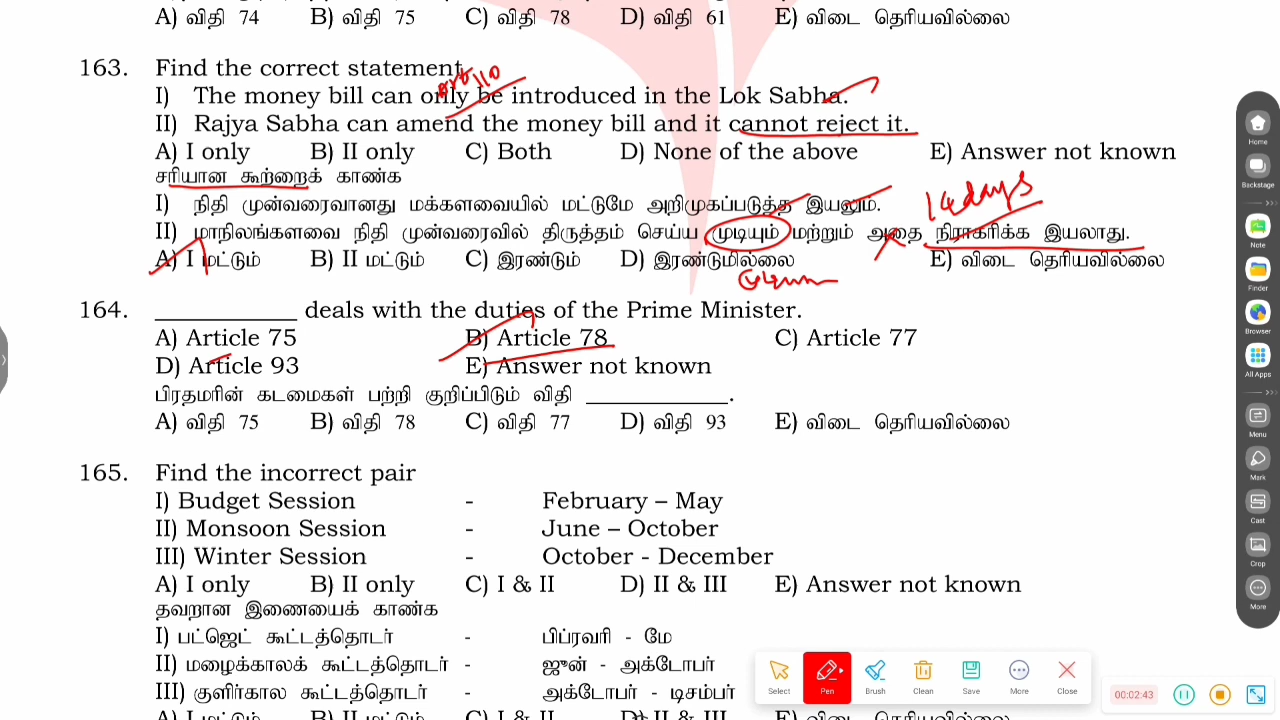 A) விதி 74 B) விதி 75 C) விதி 78 D) விதி 61 E) விடை தெரியவில்லை
163. Find the correct statement
Art 110
I) The money bill can only be introduced in the Lok Sabha.
II) Rajya Sabha can amend the money bill and it cannot reject it.
A) I only B) II only C) Both D) None of the above E) Answer not known
சரியான கூற்றைக் காண்க
14 days
I) நிதி முன்வரைவானது மக்களவையில் மட்டுமே அறிமுகப்படுத்த இயலும்.
II) மாநிலங்களவை நிதி முன்வரைவில் திருத்தம் செய்ய முடியும் மற்றும் அதை நிராகரிக்க இயலாது.
A) I மட்டும் B) II மட்டும் C) இரண்டும் D) இரண்டுமில்லை E) விடை தெரியவில்லை
164. ____________ deals with the duties of the Prime Minister.
A) Article 75 B) Article 78 C) Article 77
D) Article 93 E) Answer not known
பிரதமரின் கடமைகள் பற்றி குறிப்பிடும் விதி ____________.
A) விதி 75 B) விதி 78 C) விதி 77 D) விதி 93 E) விடை தெரியவில்லை
165. Find the incorrect pair
I) Budget Session - February – May
II) Monsoon Session - June – October
III) Winter Session - October - December
A) I only B) II only C) I & II D) II & III E) Answer not known
தவறான இணையைக் காண்க
I) பட்ஜெட் கூட்டத்தொடர் - பிப்ரவரி - மே
II) மழைக்காலக் கூட்டத்தொடர் - ஜூன் - அக்டோபர்
III) குளிர்கால கூட்டத்தொடர் - அக்டோபர் - டிசம்பர்
A) I மட்டும் B) II மட்டும் C) I & II D) II & III E) விடை தெரியவில்லை
Home
Backstage
Note
Finder
Browser
All Apps
Menu
Mark
Cast
Crop
More
Select Pen Brush Clean Save More Close
00:02:43